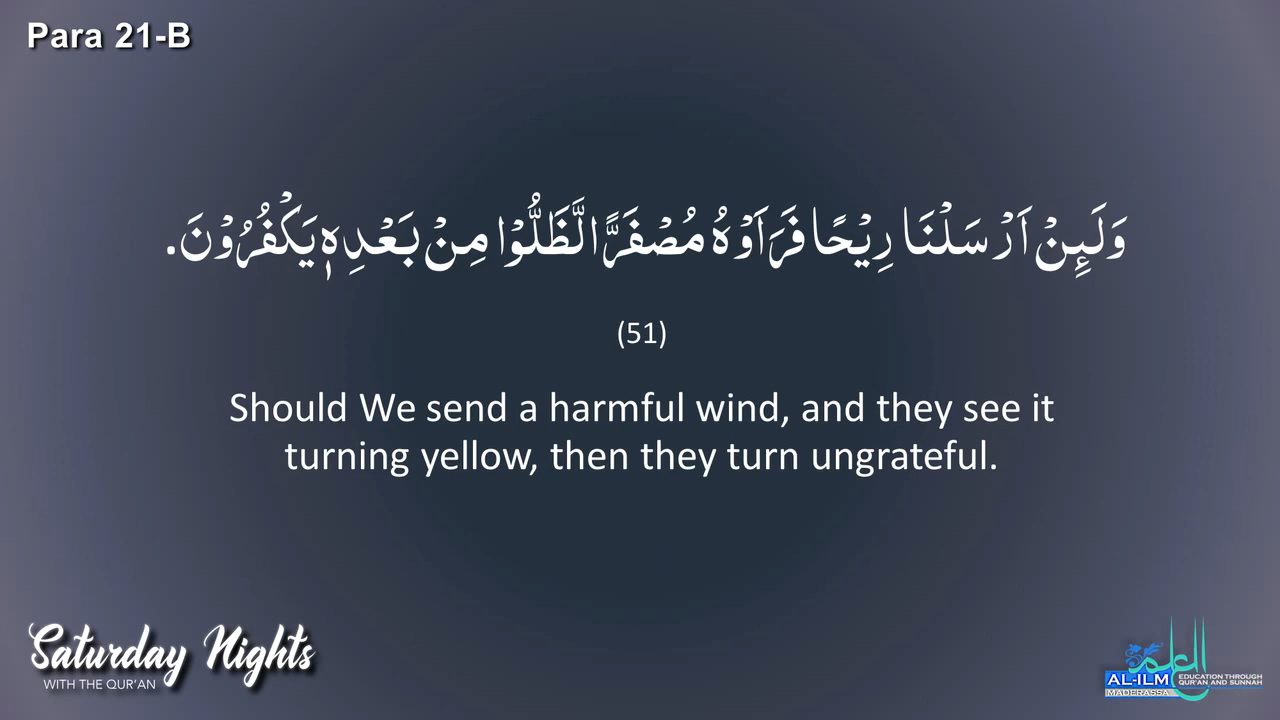 Para 21-B
وَلَئِنْ اَرْسَلْنَا رِيْحًا فَرَاَوْهُ مُصْفَرًّا لَّظَلُّوْا مِنْ بَعْدِهٖ يَكْفُرُوْنَ.
(51)
Should We send a harmful wind, and they see it
turning yellow, then they turn ungrateful.
Saturday Nights
WITH THE QUR'AN
العلم
AL-ILM
MADERASSA
EDUCATION THROUGH
QUR'AN AND SUNNAH